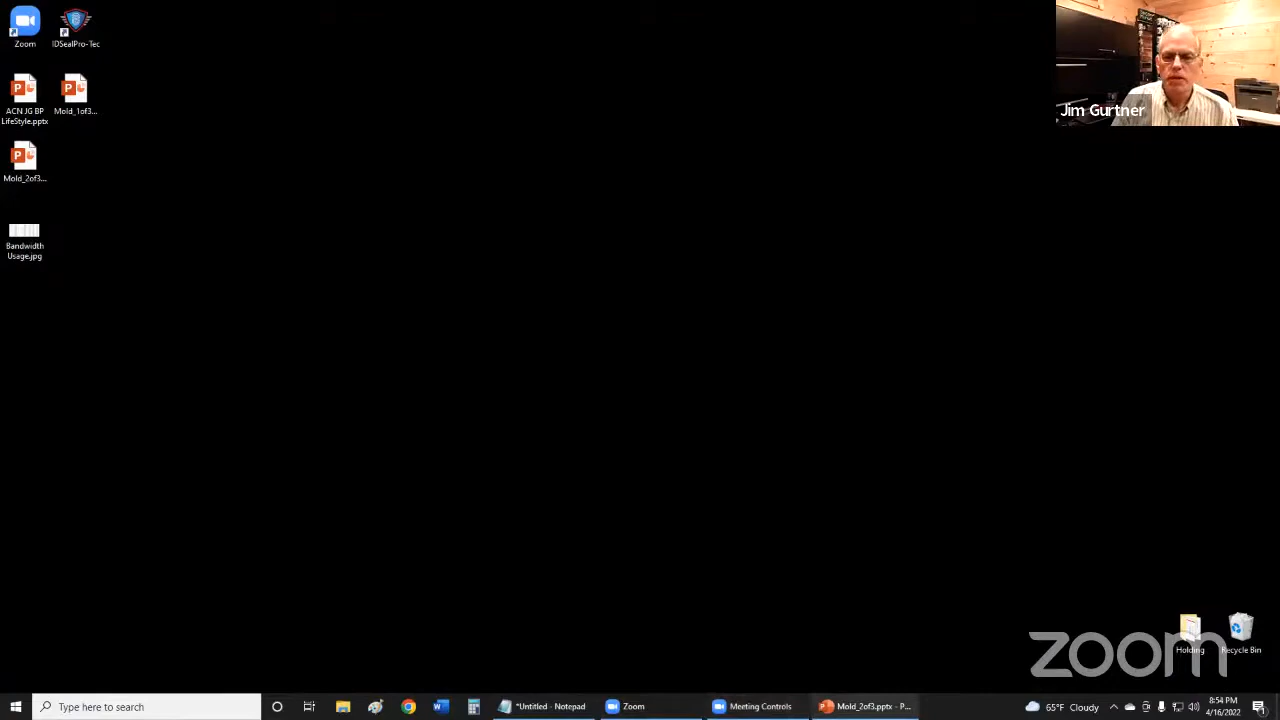 Zoom
IDSealPro-Tec
Jim Gurtner
ACN JG BP
LifeStyle.pptx
Mold_1of3...
Mold_2of3...
Bandwidth
Usage.jpg
Holding
Recycle Bin
zoom
Type here to search
*Untitled - Notepad
Zoom
Meeting Controls
Mold_2of3.pptx - P...
65°F Cloudy
8:54 PM
4/16/2022